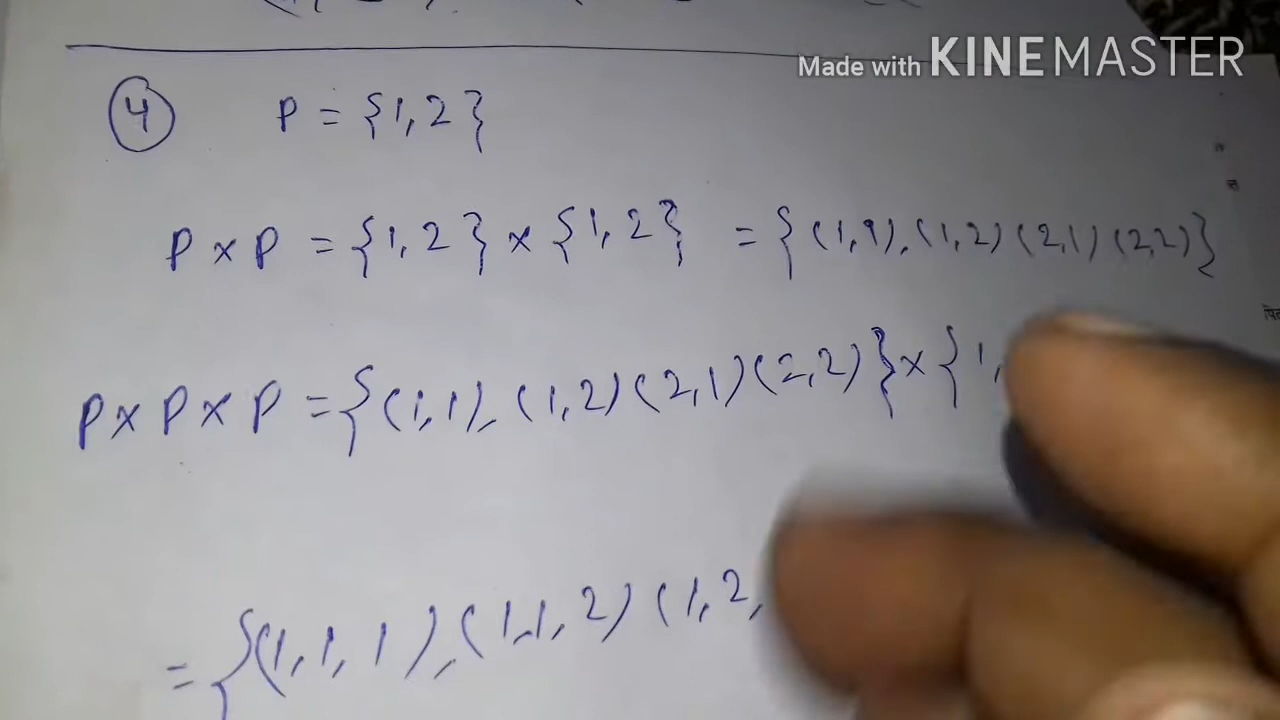 Made with KINEMASTER
4 P = {1,2}
P × P = {1,2} × {1,2} = {(1,1),(1,2)(2,1)(2,2)}
P × P × P = {(1,1),(1,2)(2,1)(2,2)} × {1,
= {(1,1,1),(1,1,2)(1,2,